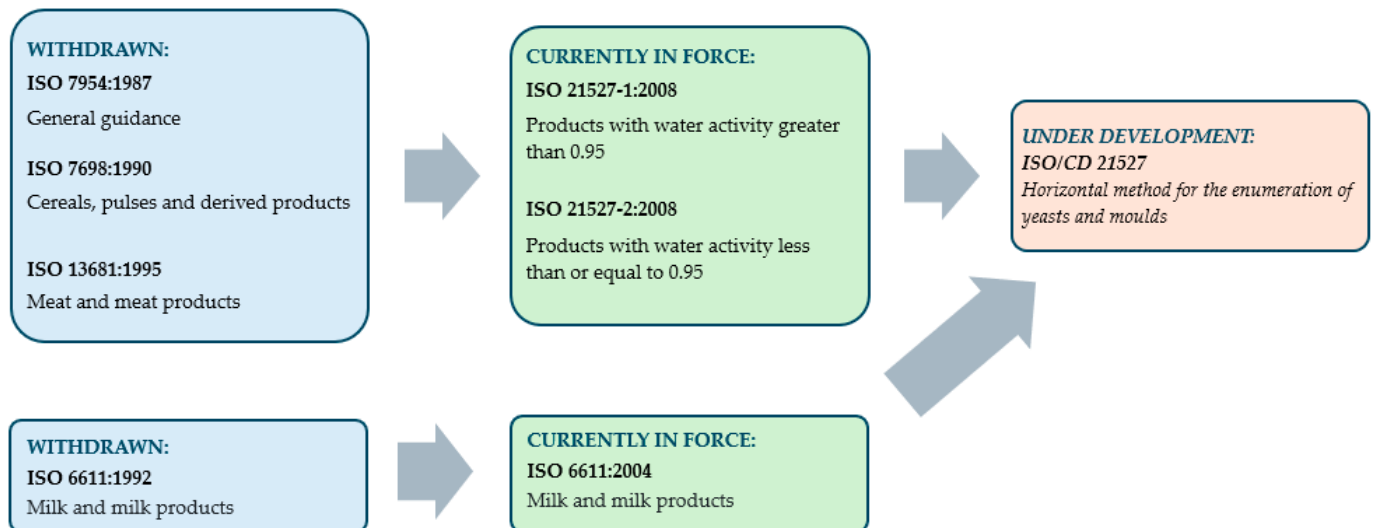 WITHDRAWN:
ISO 7954:1987
General guidance
ISO 7698:1990
Cereals, pulses and derived products
ISO 13681:1995
Meat and meat products
CURRENTLY IN FORCE:
ISO 21527-1:2008
Products with water activity greater
than 0.95
ISO 21527-2:2008
Products with water activity less
than or equal to 0.95
UNDER DEVELOPMENT:
ISO/CD 21527
Horizontal method for the enumeration of
yeasts and moulds
WITHDRAWN:
ISO 6611:1992
Milk and milk products
CURRENTLY IN FORCE:
ISO 6611:2004
Milk and milk products